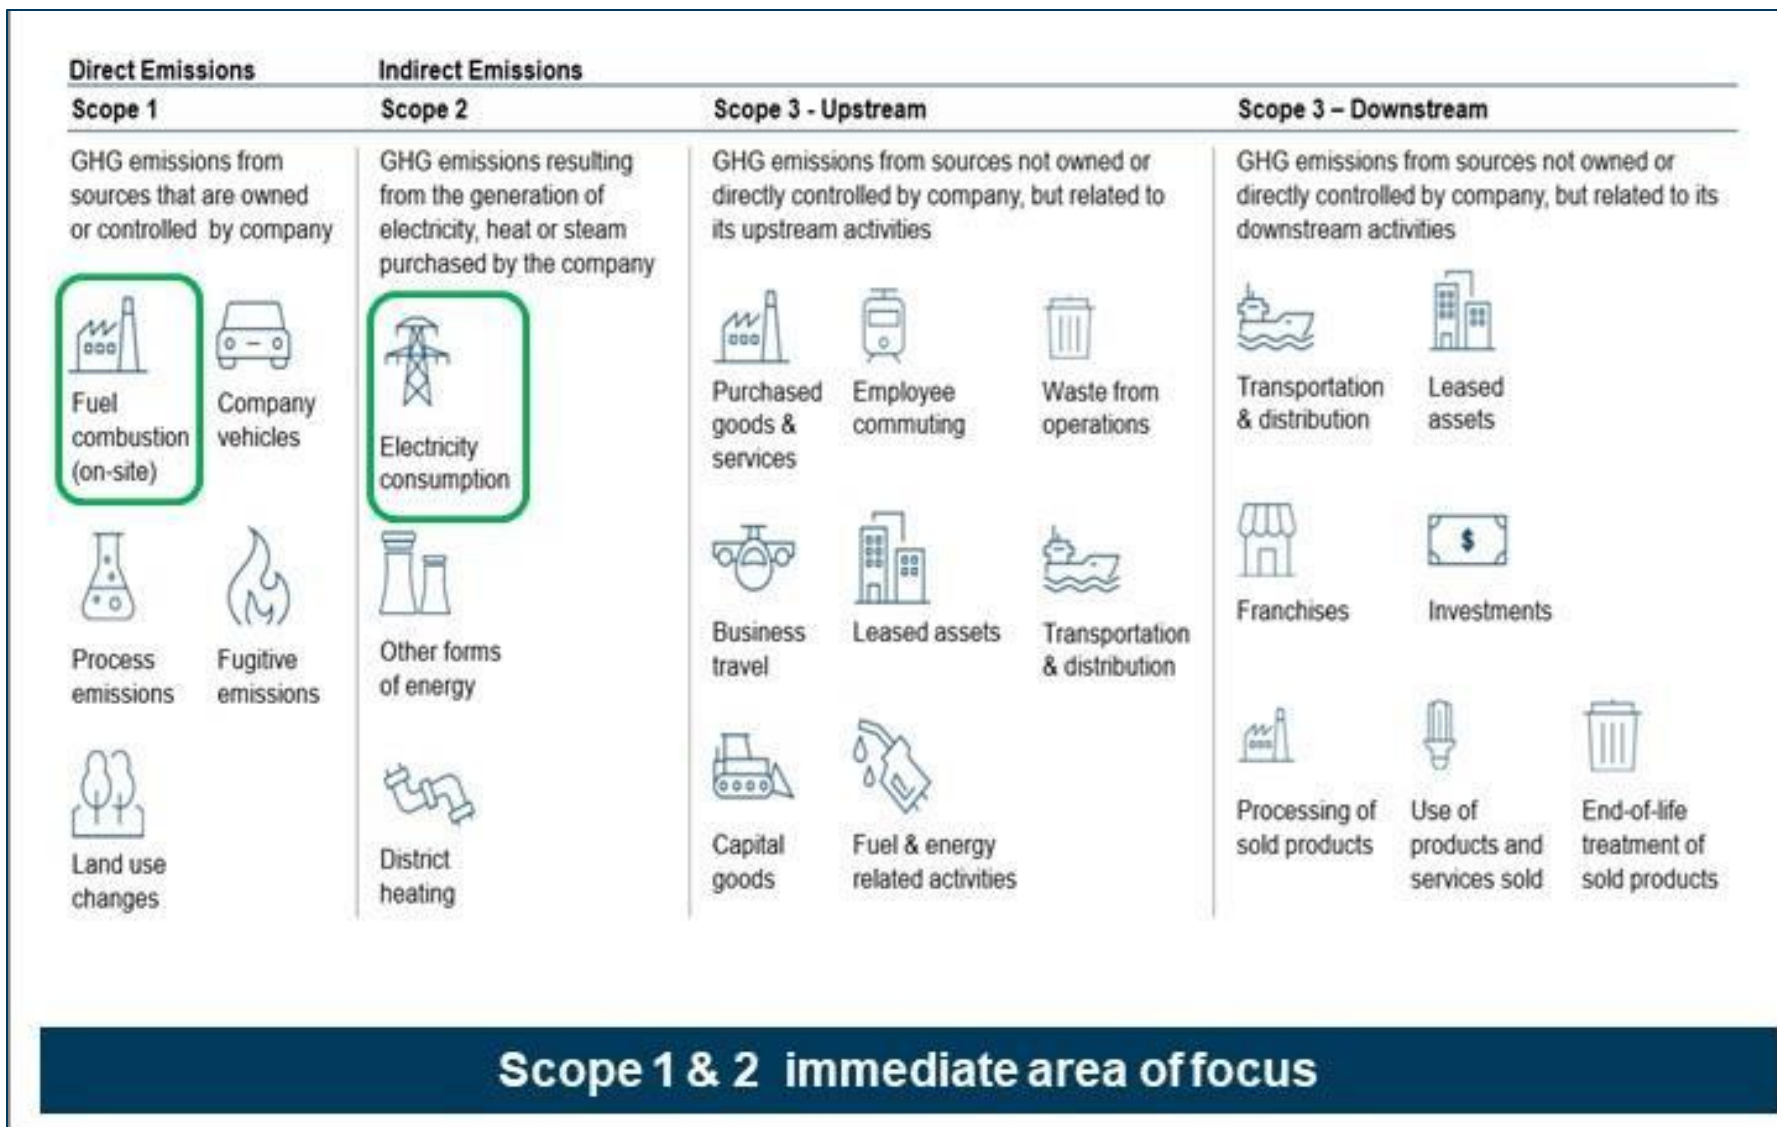 Direct Emissions
Indirect Emissions
Scope 1
Scope 2
Scope 3 - Upstream
Scope 3 – Downstream
GHG emissions from
sources that are owned
or controlled by company
GHG emissions resulting
from the generation of
electricity, heat or steam
purchased by the company
GHG emissions from sources not owned or
directly controlled by company, but related to
its upstream activities
GHG emissions from sources not owned or
directly controlled by company, but related to its
downstream activities
Fuel
combustion
(on-site)
Company
vehicles
Process
emissions
Fugitive
emissions
Land use
changes
Electricity
consumption
Other forms
of energy
District
heating
Purchased
goods &
services
Employee
commuting
Waste from
operations
Business
travel
Leased assets
Transportation
& distribution
Capital
goods
Fuel & energy
related activities
Transportation
& distribution
Leased
assets
Franchises
$
Investments
Processing of
sold products
Use of
products and
services sold
End-of-life
treatment of
sold products
Scope 1 & 2 immediate area of focus